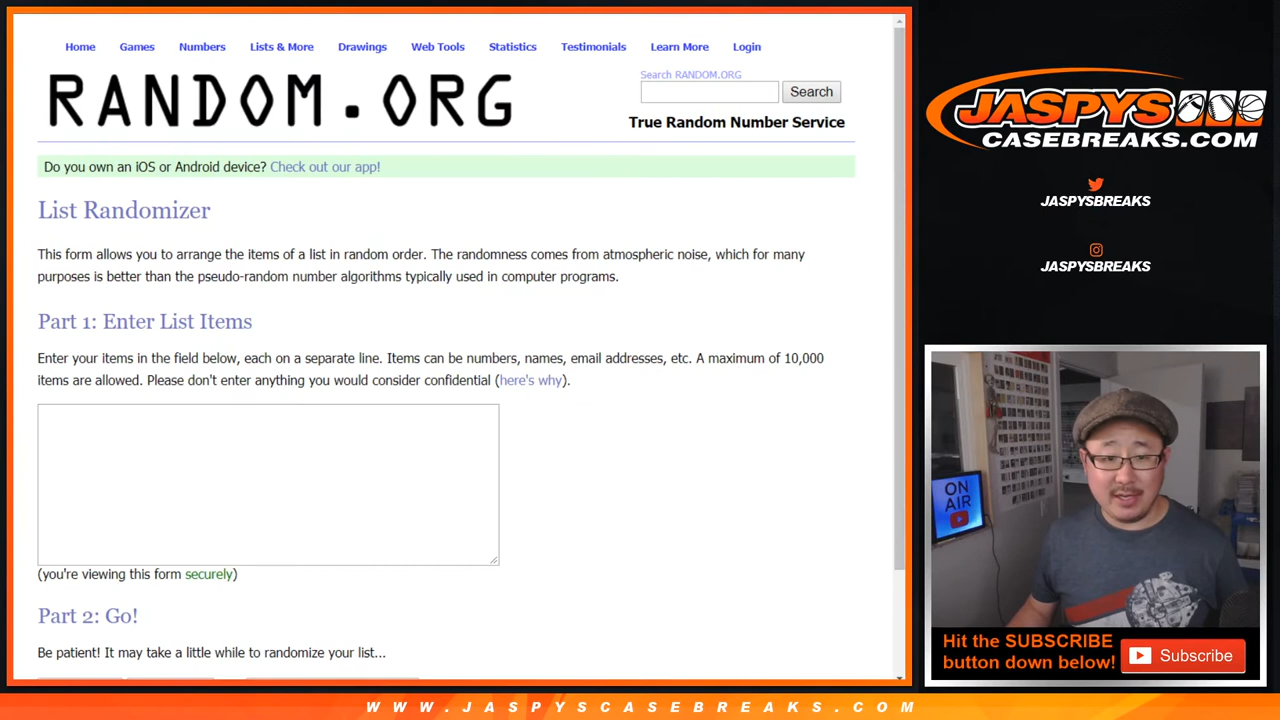 Home Games Numbers Lists & More Drawings Web Tools Statistics Testimonials Learn More Login
RANDOM.ORG
Search RANDOM.ORG
Search
True Random Number Service
Do you own an iOS or Android device? Check out our app!
List Randomizer
This form allows you to arrange the items of a list in random order. The randomness comes from atmospheric noise, which for many
purposes is better than the pseudo-random number algorithms typically used in computer programs.
Part 1: Enter List Items
Enter your items in the field below, each on a separate line. Items can be numbers, names, email addresses, etc. A maximum of 10,000
items are allowed. Please don't enter anything you would consider confidential (here's why).
(you're viewing this form securely)
Part 2: Go!
Be patient! It may take a little while to randomize your list...
JASPYS
CASEBREAKS.COM
JASPYSBREAKS
JASPYSBREAKS
ON
AIR
Hit the SUBSCRIBE
button down below!
Subscribe
WWW.JASPYSCASEBREAKS.COM